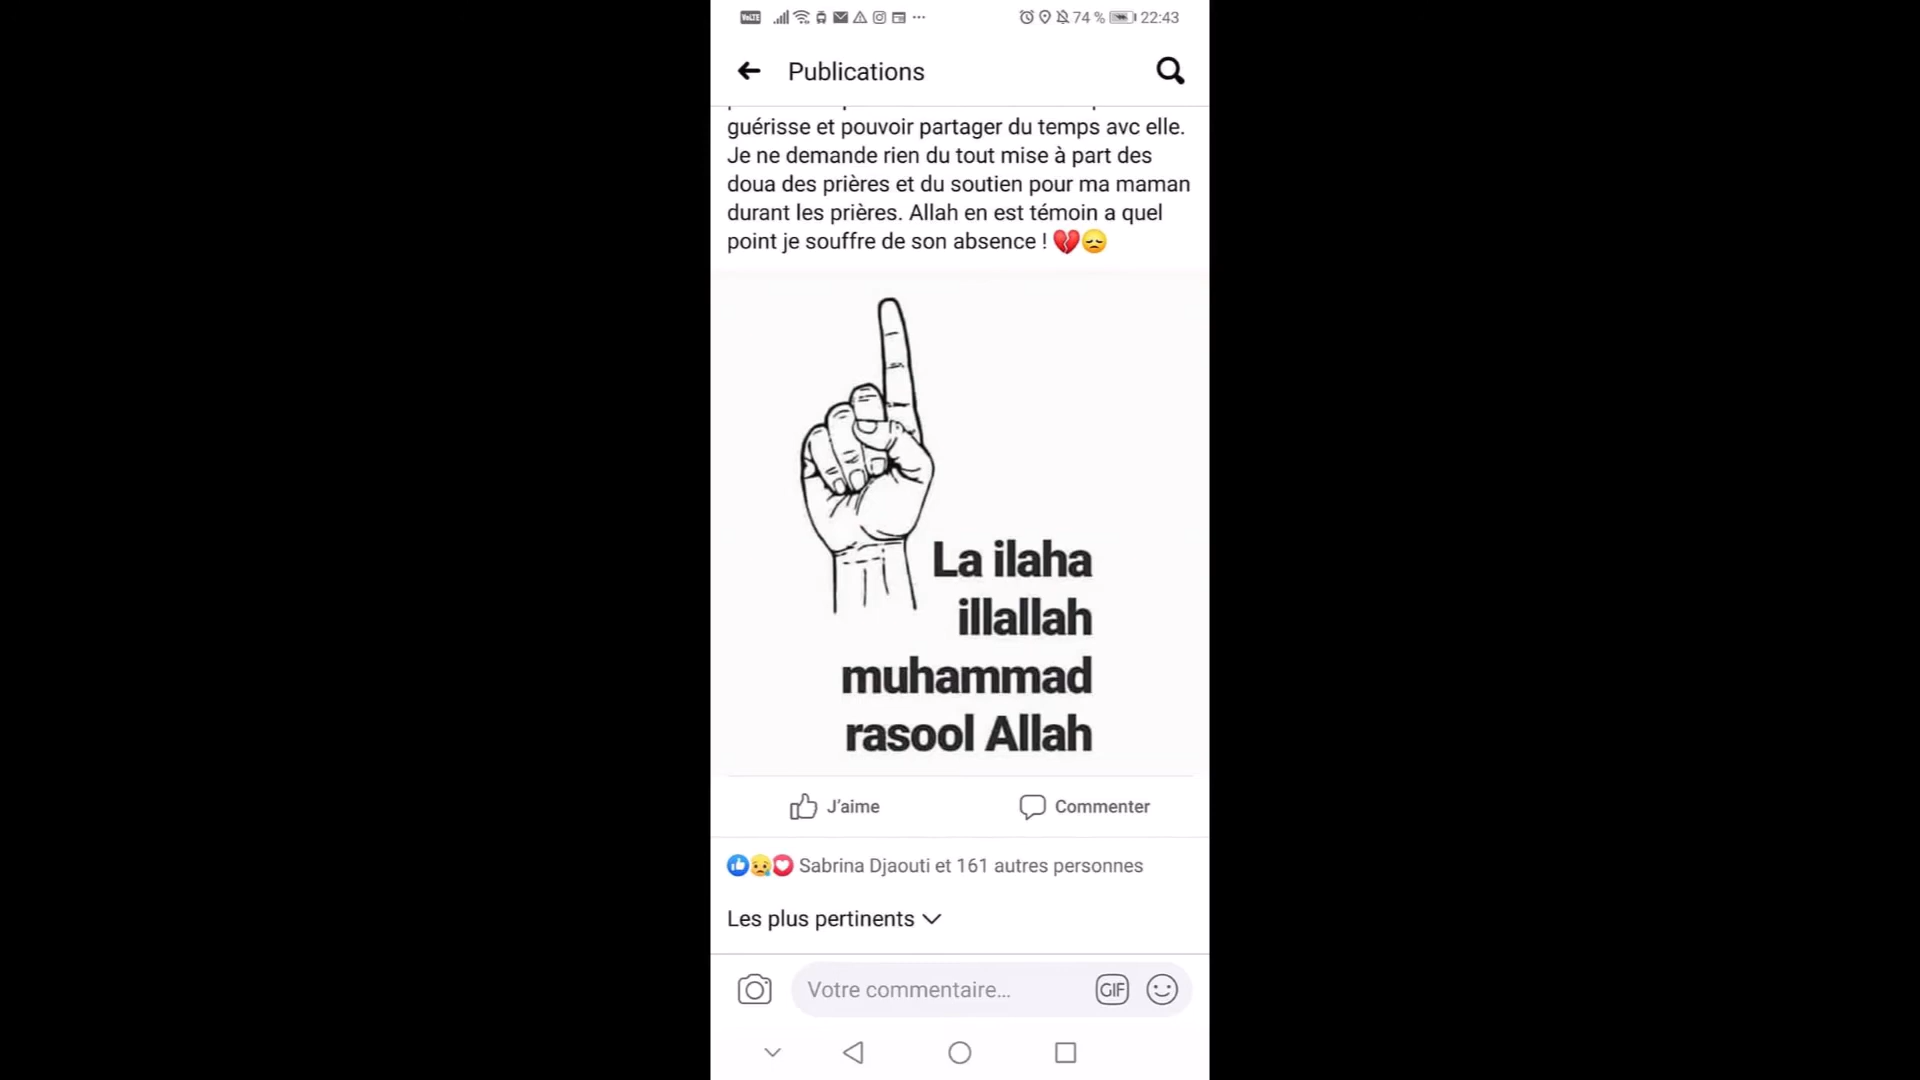 VoLTE 74 % 22:43
Publications
guérisse et pouvoir partager du temps avc elle.
Je ne demande rien du tout mise à part des
doua des prières et du soutien pour ma maman
durant les prières. Allah en est témoin a quel
point je souffre de son absence ! 💔😞
La ilaha
illallah
muhammad
rasool Allah
J'aime
Commenter
Sabrina Djaouti et 161 autres personnes
Les plus pertinents
Votre commentaire...
GIF